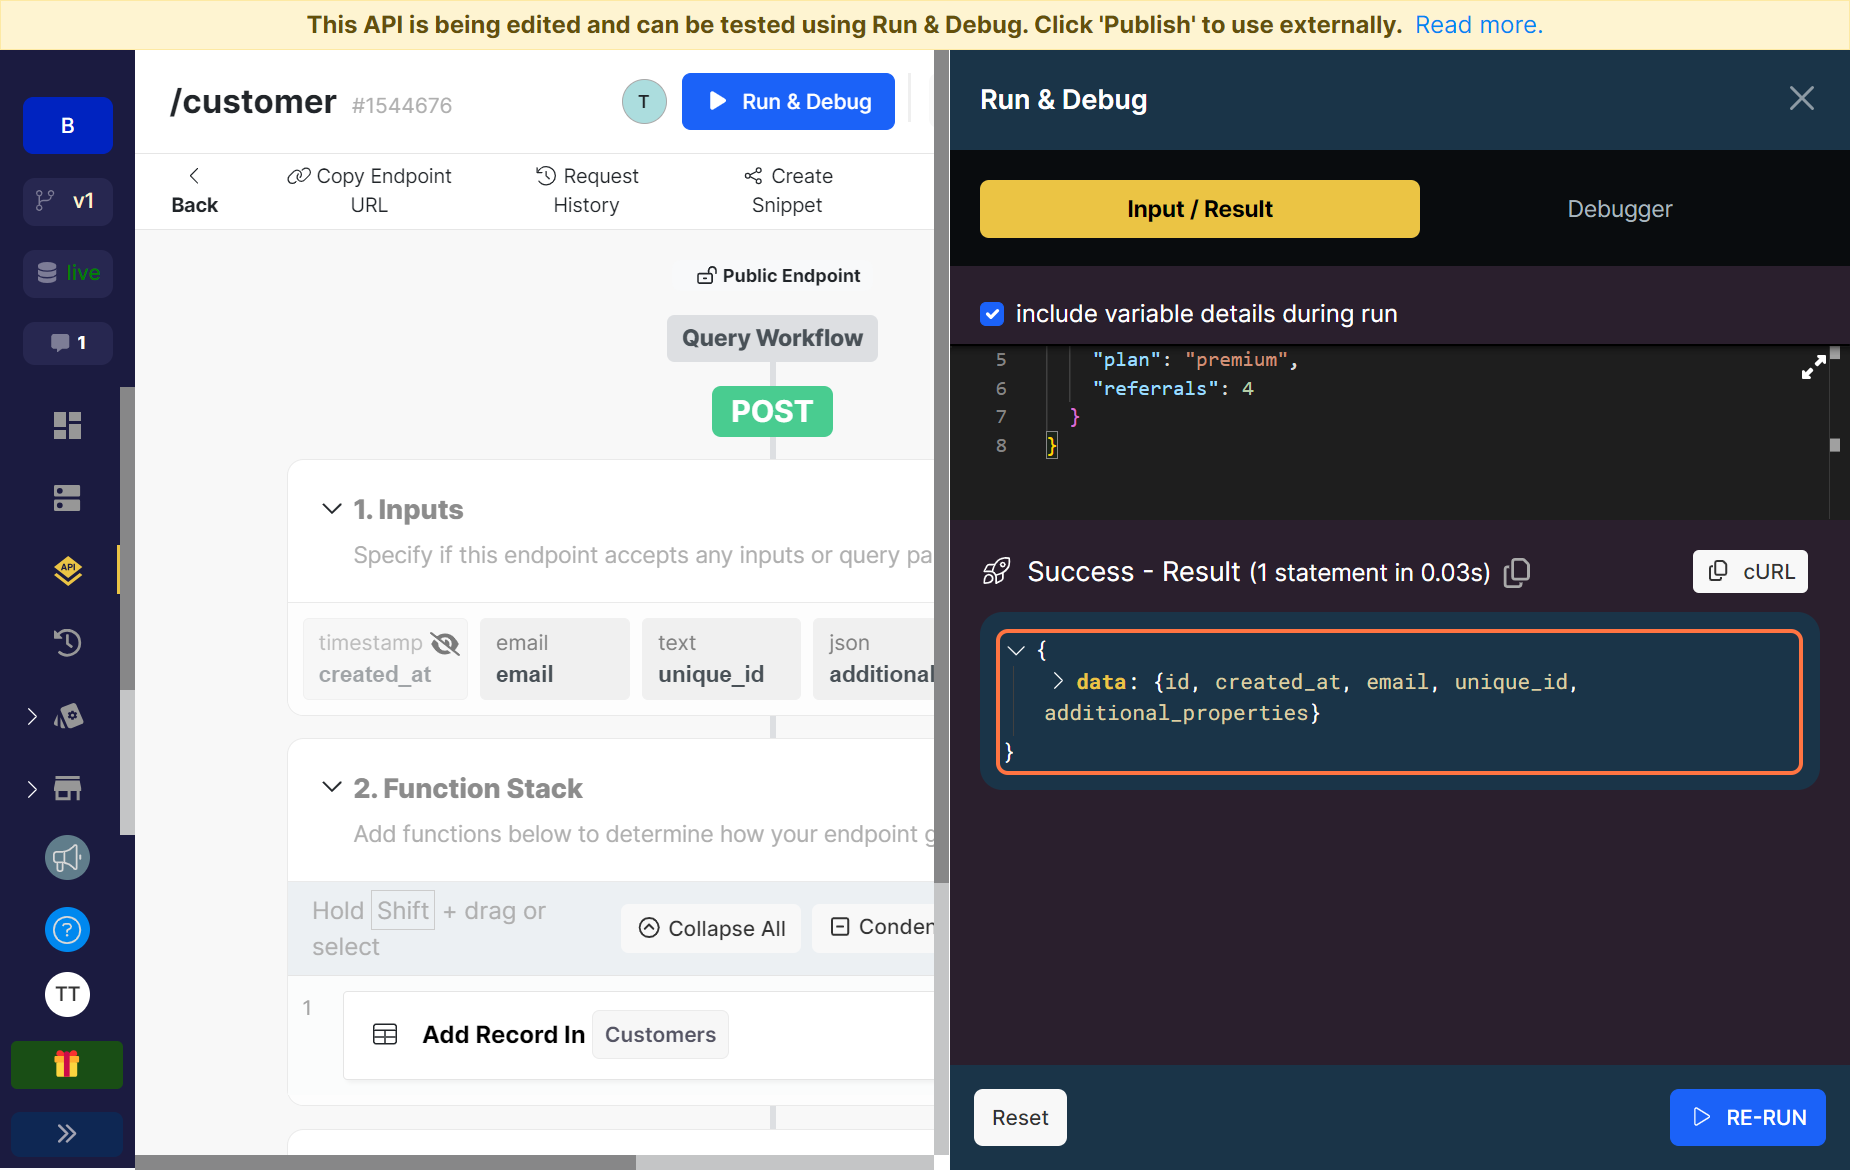 This API is being edited and can be tested using Run & Debug. Click 'Publish' to use externally. Read more.
B
v1
live
1
API
TT
/customer #1544676
T
Run & Debug
Back
Copy Endpoint
URL
Request
History
Create
Snippet
Public Endpoint
Query Workflow
POST
1. Inputs
Specify if this endpoint accepts any inputs or query pa
timestamp
created_at
email
email
text
unique_id
json
additional
2. Function Stack
Add functions below to determine how your endpoint g
Hold Shift + drag or
select
Collapse All
Conden
1
Add Record In Customers
Run & Debug
Input / Result
Debugger
include variable details during run
5 "plan": "premium",
6 "referrals": 4
7 }
8 }
Success - Result (1 statement in 0.03s)
cURL
{
data: {id, created_at, email, unique_id,
additional_properties}
}
Reset
RE-RUN